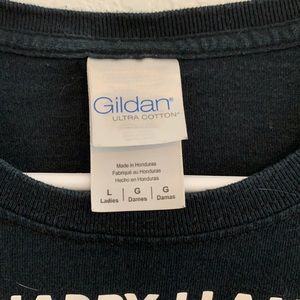 Gildan®
ULTRA COTTON®
Made in Honduras
Fabriqué au Honduras
Hecho en Honduras
L G G
Ladies Dames Damas